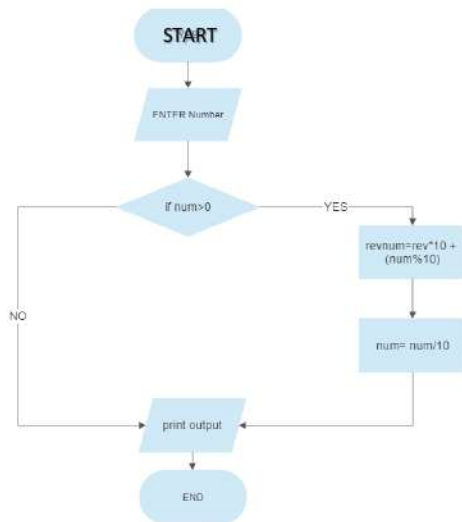 START
ENTER Number
if num>0
YES
revnum=rev*10 +
(num%10)
NO
num= num/10
print output
END